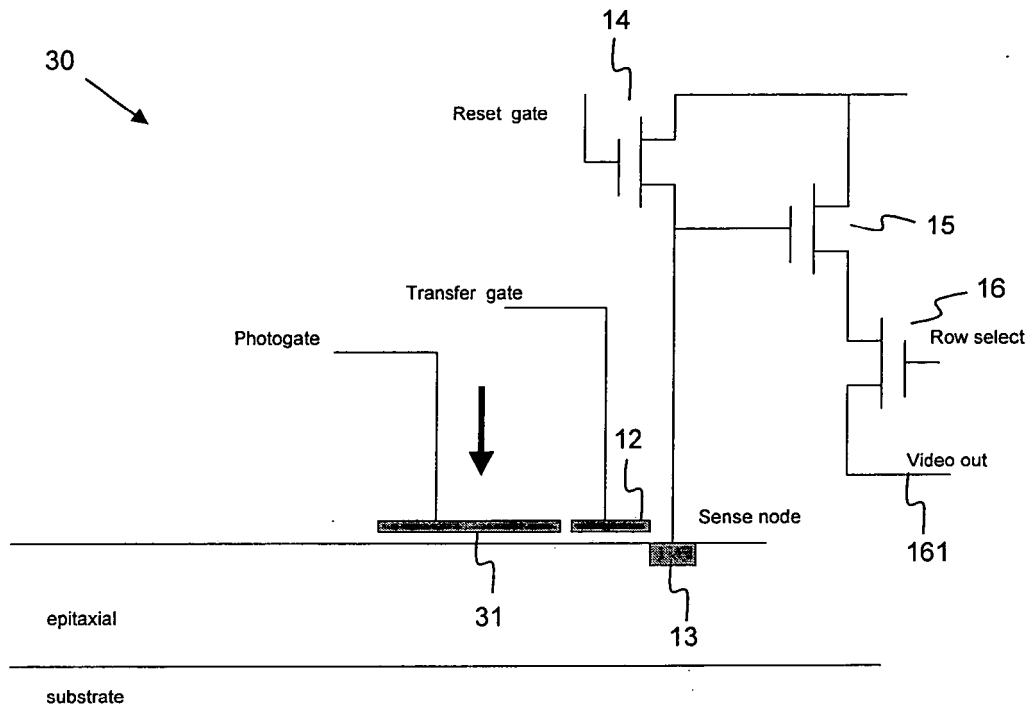 14
30
Reset gate
15
16
Transfer gate
Row select
Photogate
12
Video out
Sense node
161
31
13
epitaxial
substrate